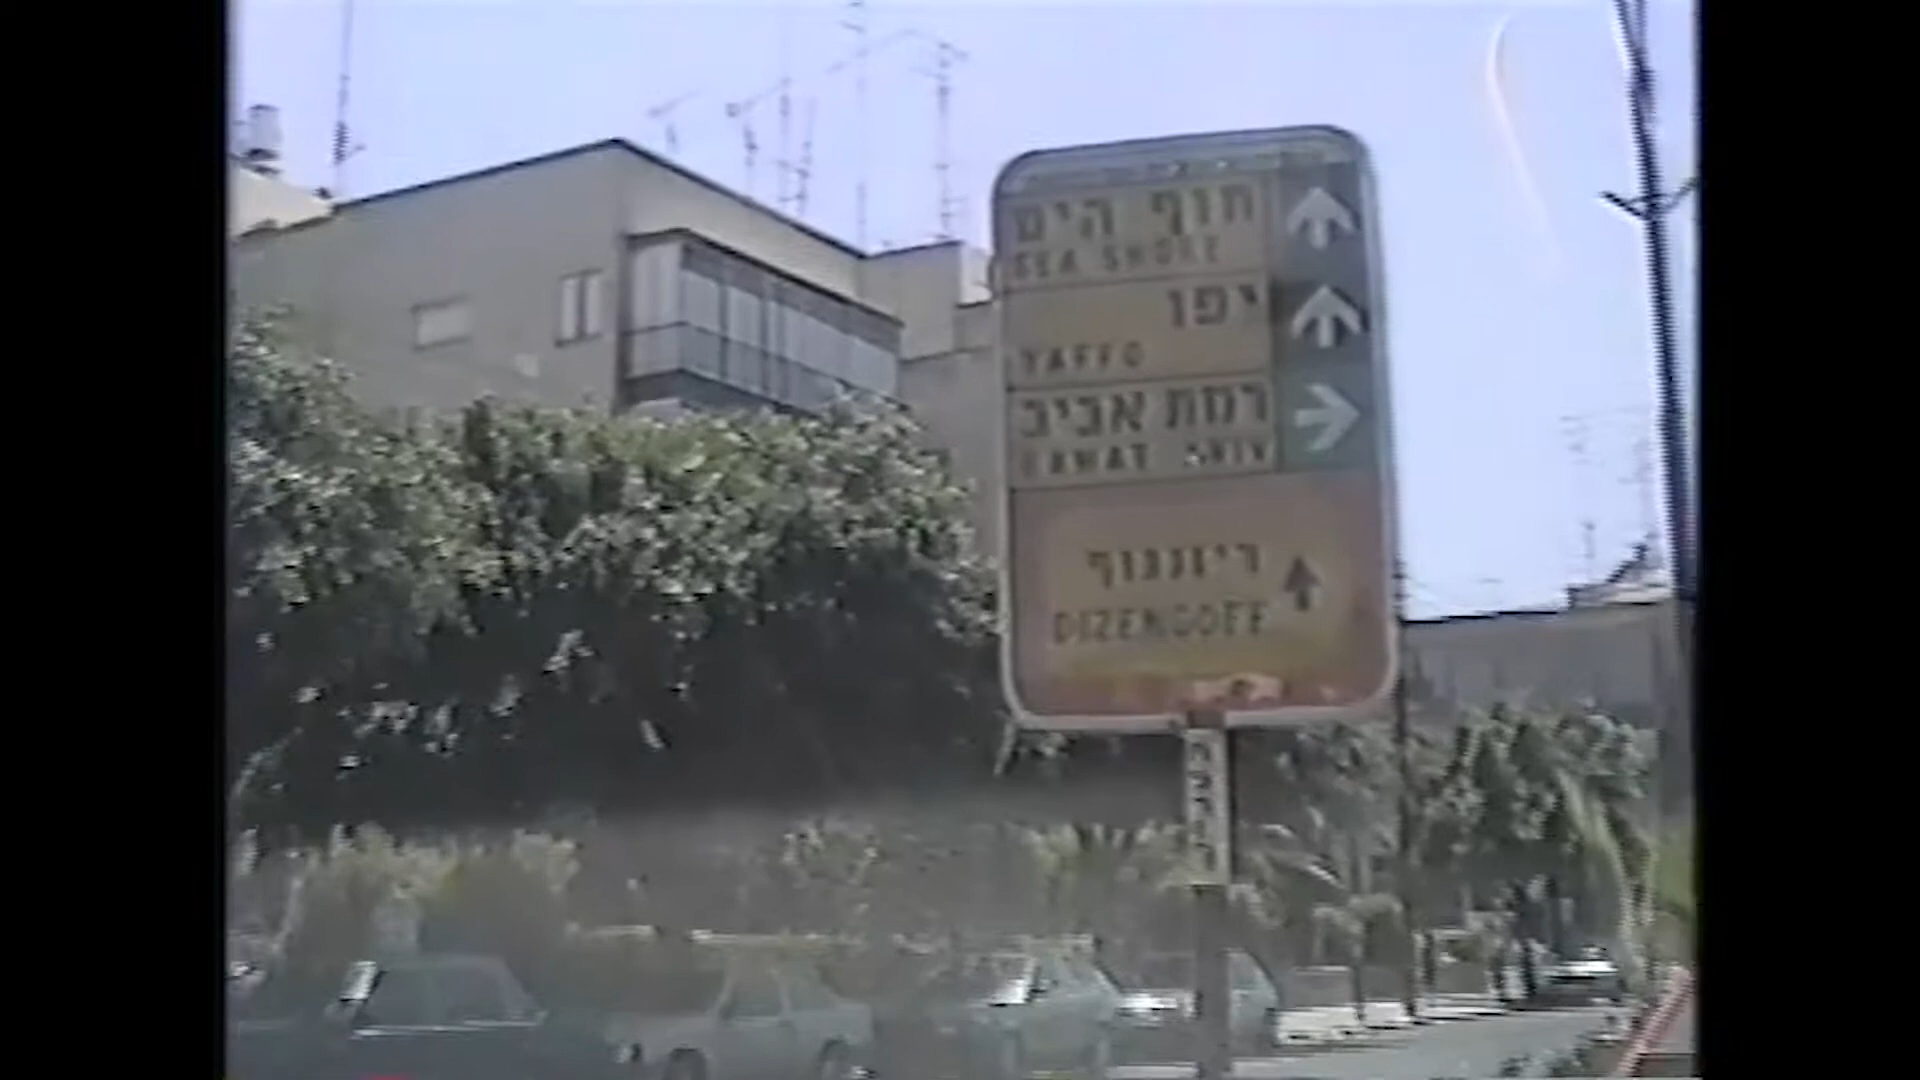 חוף הים
SEA SHORE
יפו
YAFFO
רמת אביב
RAMAT AVIV
דיזנגוף
DIZENGOFF